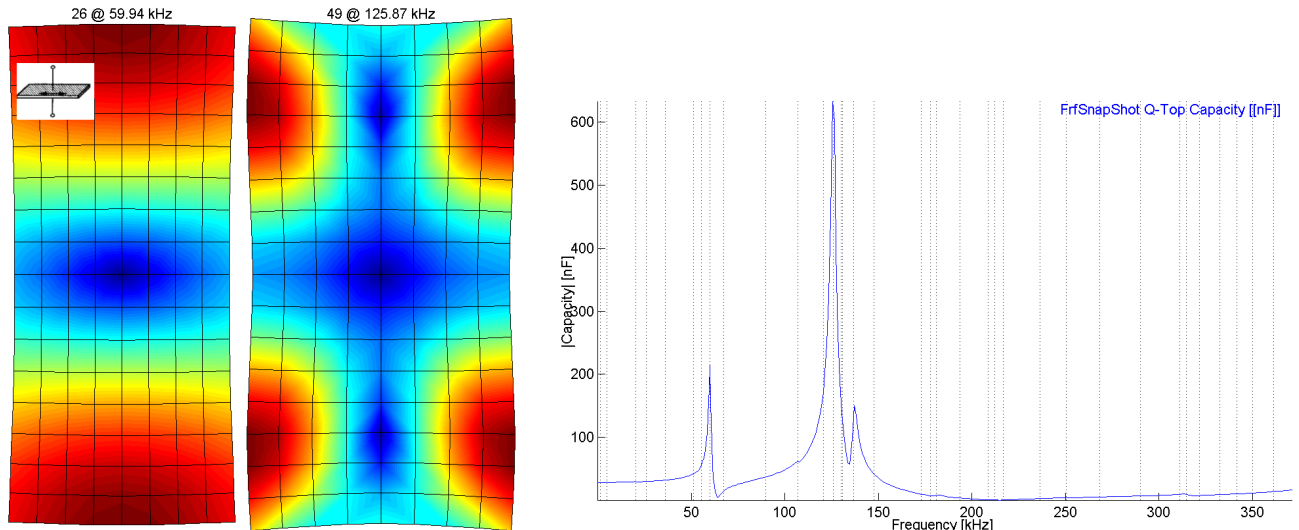 26 @ 59.94 kHz
49 @ 125.87 kHz
FrfSnapShot Q-Top Capacity [[nF]]
|Capacity| [nF]
600
500
400
300
200
100
50
100
150
200
250
300
350
Frequency [kHz]